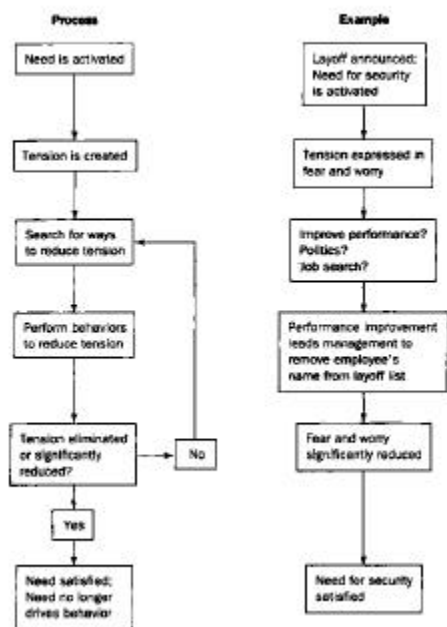 Process
Need is activated
Tension is created
Search for ways
to reduce tension
Perform behaviors
to reduce tension
Tension eliminated
or significantly
reduced?
No
Yes
Need satisfied;
Need no longer
drives behavior
Example
Layoff announced;
Need for security
is activated
Tension expressed in
fear and worry
Improve performance?
Politics?
Job search?
Performance improvement
leads management to
remove employee's
name from layoff list
Fear and worry
significantly reduced
Need for security
satisfied